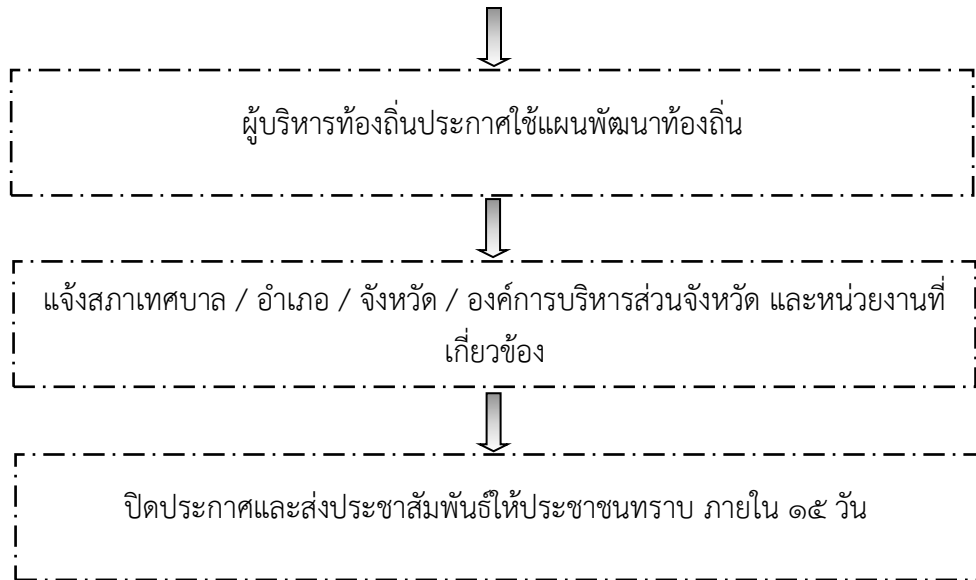 ผู้บริหารท้องถิ่นประกาศใช้แผนพัฒนาท้องถิ่น
แจ้งสภาเทศบาล / อำเภอ / จังหวัด / องค์การบริหารส่วนจังหวัด และหน่วยงานที่
เกี่ยวข้อง
ปิดประกาศและส่งประชาสัมพันธ์ให้ประชาชนทราบ ภายใน ๑๕ วัน